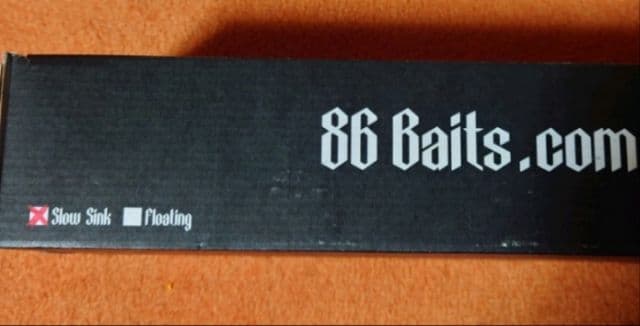 86 Baits.com
Slow Sink Floating